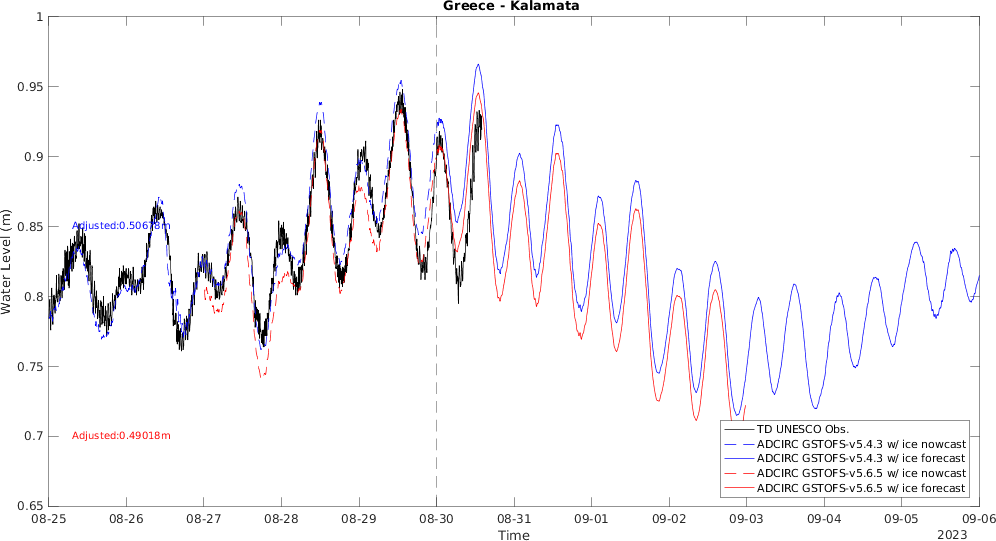 Greece - Kalamata
1
0.95
0.9
0.85
0.8
0.75
0.7
0.65
Water Level (m)
Adjusted:0.50678m
Adjusted:0.49018m
TD UNESCO Obs.
ADCIRC GSTOFS-v5.4.3 w/ ice nowcast
ADCIRC GSTOFS-v5.4.3 w/ ice forecast
ADCIRC GSTOFS-v5.6.5 w/ ice nowcast
ADCIRC GSTOFS-v5.6.5 w/ ice forecast
08-25 08-26 08-27 08-28 08-29 08-30 08-31 09-01 09-02 09-03 09-04 09-05 09-06
Time
2023